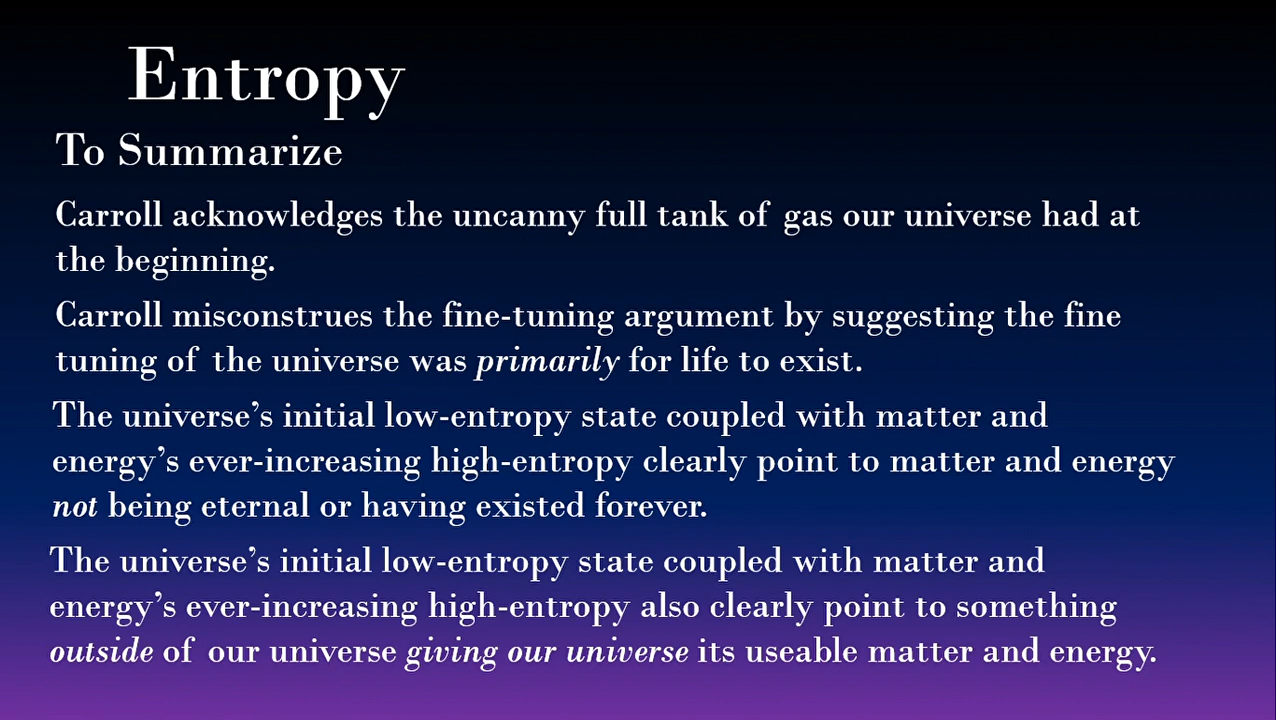 Entropy
To Summarize
Carroll acknowledges the uncanny full tank of gas our universe had at
the beginning.
Carroll misconstrues the fine-tuning argument by suggesting the fine
tuning of the universe was primarily for life to exist.
The universe’s initial low-entropy state coupled with matter and
energy’s ever-increasing high-entropy clearly point to matter and energy
not being eternal or having existed forever.
The universe’s initial low-entropy state coupled with matter and
energy’s ever-increasing high-entropy also clearly point to something
outside of our universe giving our universe its useable matter and energy.